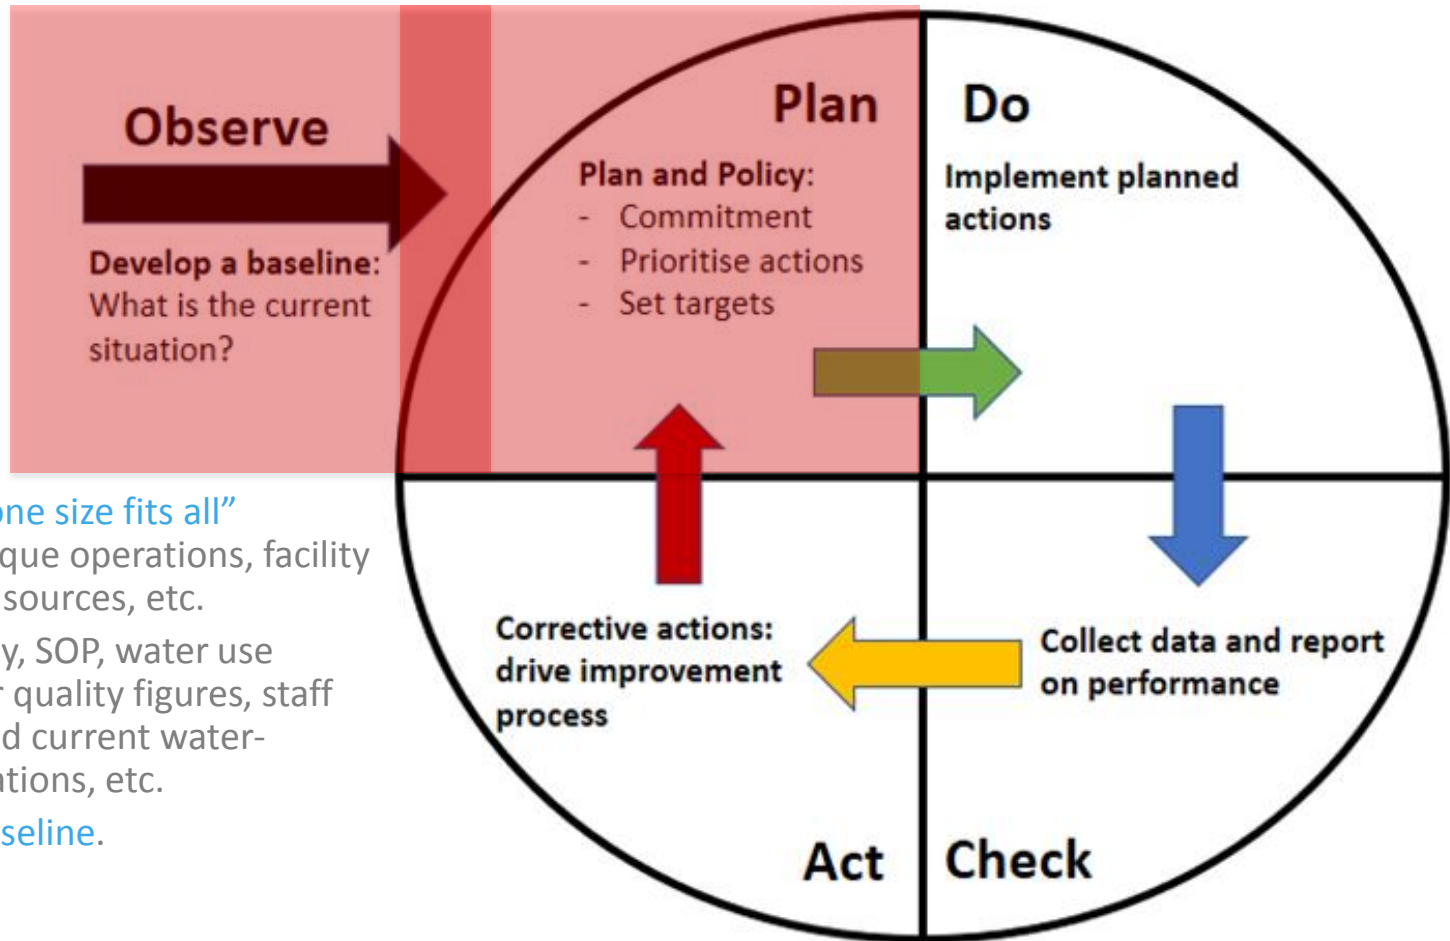 Observe
Develop a baseline:
What is the current
situation?
Plan
Plan and Policy:
- Commitment
- Prioritise actions
- Set targets
Do
Implement planned
actions
one size fits all”
que operations, facility
sources, etc.
y, SOP, water use
r quality figures, staff
d current water-
ations, etc.
seline.
Corrective actions:
drive improvement
process
Act
Collect data and report
on performance
Check